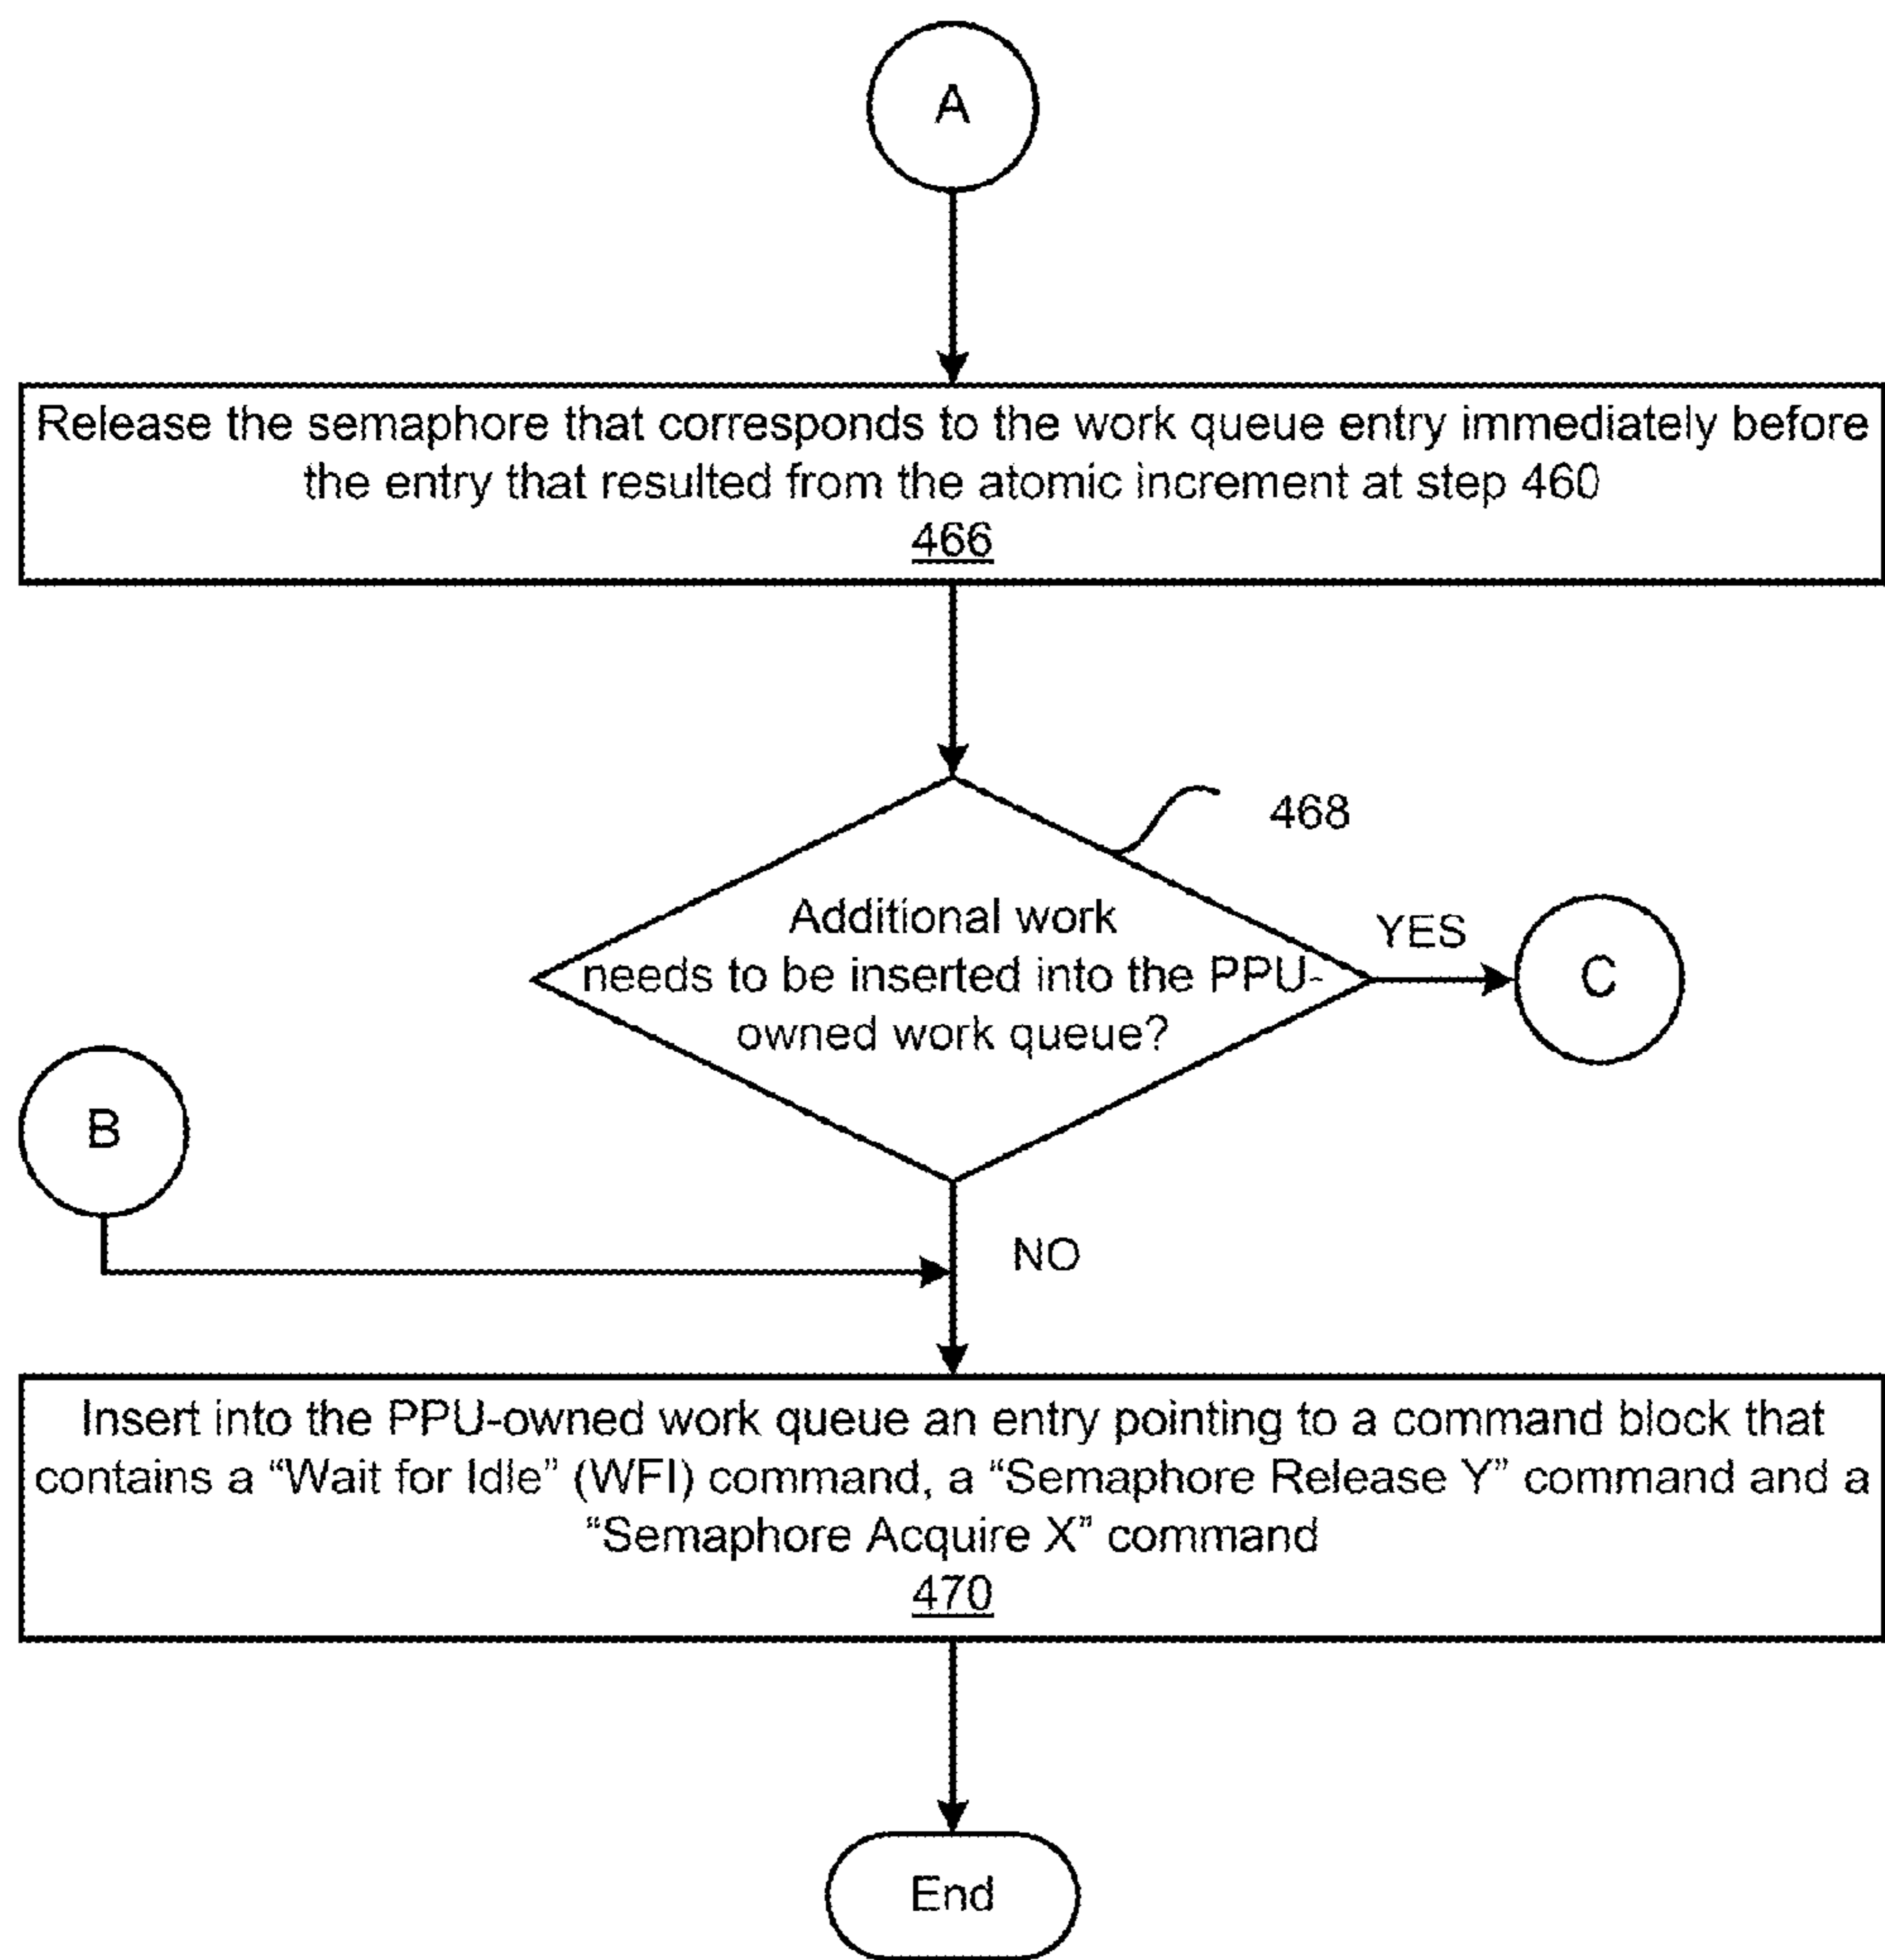 A
Release the semaphore that corresponds to the work queue entry immediately before
the entry that resulted from the atomic increment at step 460
466
468
Additional work
needs to be inserted into the PPU-
owned work queue?
YES
C
B
NO
Insert into the PPU-owned work queue an entry pointing to a command block that
contains a “Wait for Idle” (WFI) command, a “Semaphore Release Y” command and a
“Semaphore Acquire X” command
470
End